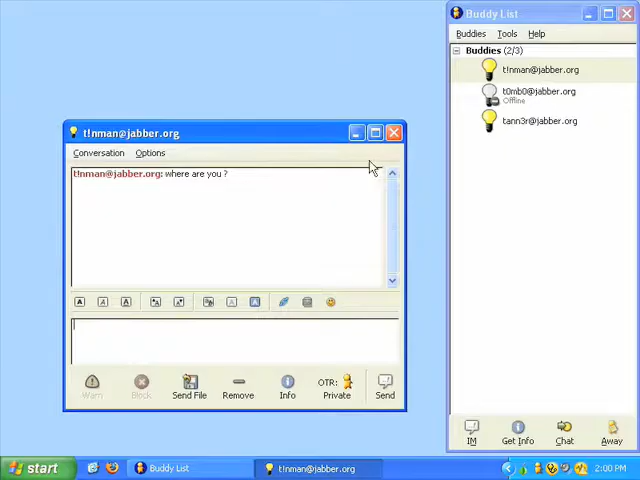 Buddy List
Buddies Tools Help
Buddies (2/3)
t!nman@jabber.org
t0mb0@jabber.org
Offline
tann3r@jabber.org
t!nman@jabber.org
Conversation Options
t!nman@jabber.org: where are you ?
Warn Block Send File Remove Info OTR: Private Send
IM Get Info Chat Away
start Buddy List t!nman@jabber.org 2:00 PM